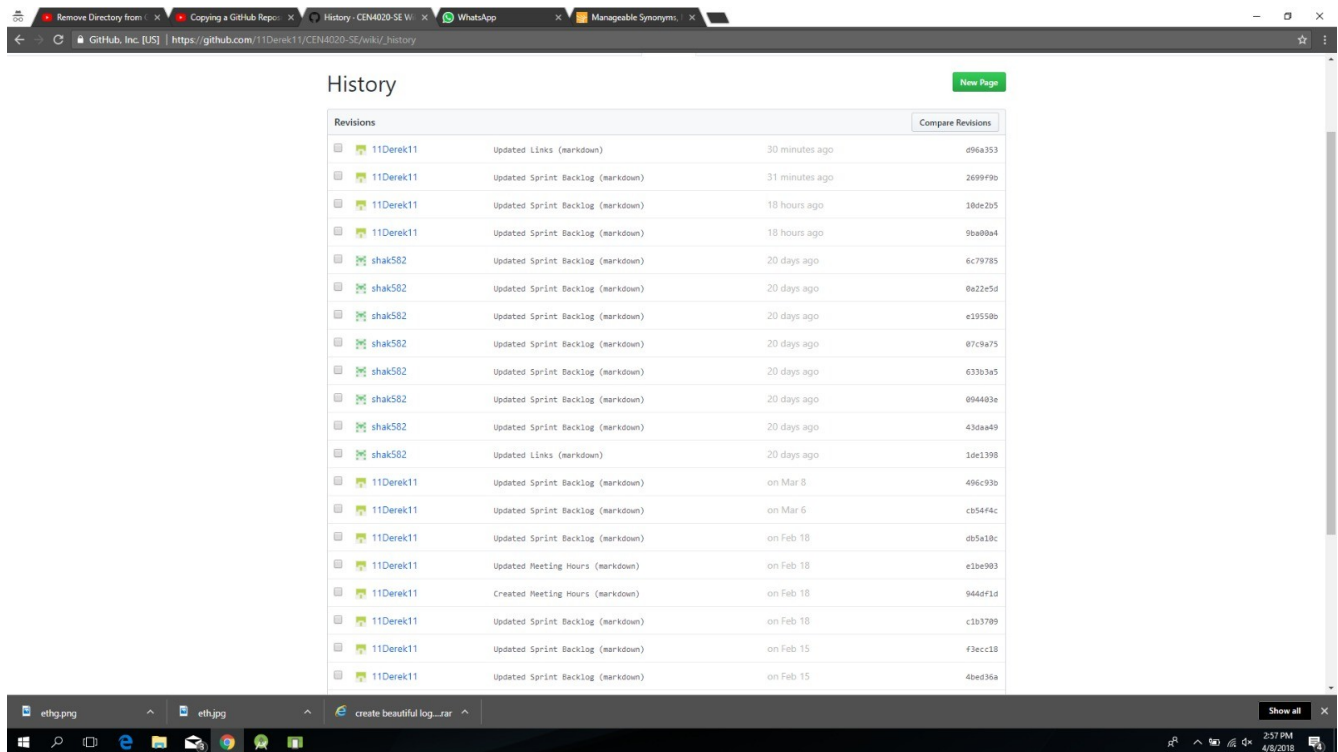 Remove Directory from
Copying a GitHub Repos
History · CEN4020-SE Wi
WhatsApp
Manageable Synonyms,
GitHub, Inc. [US] | https://github.com/11Derek11/CEN4020-SE/wiki/_history
History
New Page
Revisions
Compare Revisions
11Derek11 Updated Links (markdown) 30 minutes ago d96a353
11Derek11 Updated Sprint Backlog (markdown) 31 minutes ago 2699f9b
11Derek11 Updated Sprint Backlog (markdown) 18 hours ago 10de2b5
11Derek11 Updated Sprint Backlog (markdown) 18 hours ago 9ba00a4
shak582 Updated Sprint Backlog (markdown) 20 days ago 6c79785
shak582 Updated Sprint Backlog (markdown) 20 days ago 0a22e5d
shak582 Updated Sprint Backlog (markdown) 20 days ago e19550b
shak582 Updated Sprint Backlog (markdown) 20 days ago 07c9a75
shak582 Updated Sprint Backlog (markdown) 20 days ago 633b3a5
shak582 Updated Sprint Backlog (markdown) 20 days ago 094403e
shak582 Updated Sprint Backlog (markdown) 20 days ago 43daa49
shak582 Updated Links (markdown) 20 days ago 1de1398
11Derek11 Updated Sprint Backlog (markdown) on Mar 8 496c93b
11Derek11 Updated Sprint Backlog (markdown) on Mar 6 cb54f4c
11Derek11 Updated Sprint Backlog (markdown) on Feb 18 db5a10c
11Derek11 Updated Meeting Hours (markdown) on Feb 18 e1be903
11Derek11 Created Meeting Hours (markdown) on Feb 18 944df1d
11Derek11 Updated Sprint Backlog (markdown) on Feb 18 c1b3709
11Derek11 Updated Sprint Backlog (markdown) on Feb 15 f3ecc18
11Derek11 Updated Sprint Backlog (markdown) on Feb 15 4bed36a
ethg.png
eth.jpg
create beautiful log....rar
Show all
2:57 PM
4/8/2018